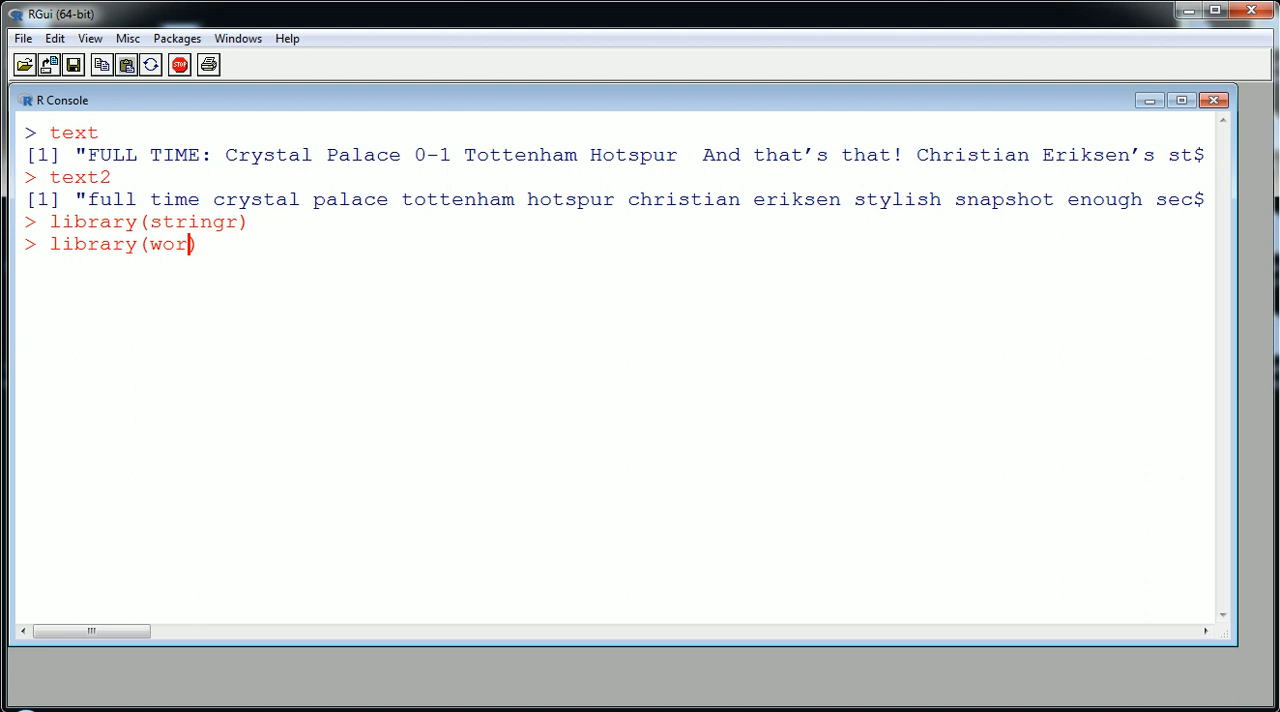 RGui (64-bit)
File Edit View Misc Packages Windows Help
STOP
R Console
> text
[1] "FULL TIME: Crystal Palace 0-1 Tottenham Hotspur  And that's that! Christian Eriksen's st$
> text2
[1] "full time crystal palace tottenham hotspur christian eriksen stylish snapshot enough sec$
> library(stringr)
> library(wor)